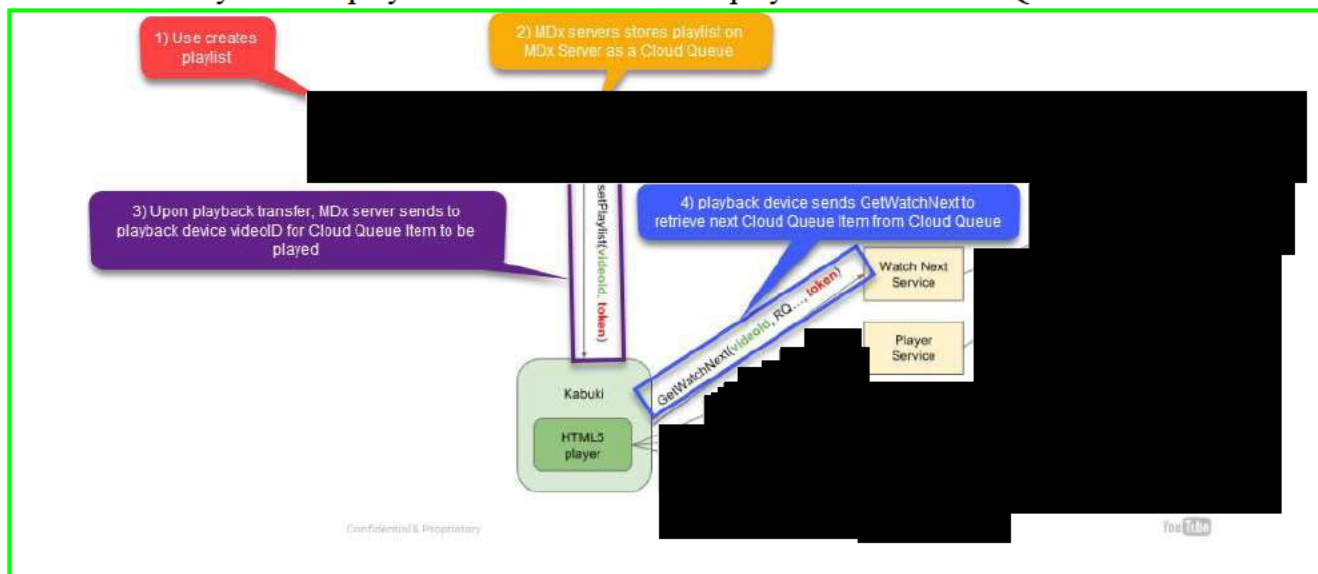 1) Use creates
playlist
2) MDx servers stores playlist on
MDx Server as a Cloud Queue
3) Upon playback transfer, MDx server sends to
playback device videoID for Cloud Queue Item to be
played
setPlaylist(videoId, token)
4) playback device sends GetWatchNext to
retrieve next Cloud Queue Item from Cloud Queue
GetWatchNext(videoId, RQ..., token)
Watch Next
Service
Player
Service
Kabuki
HTML5
player
Confidential & Proprietary
YouTube